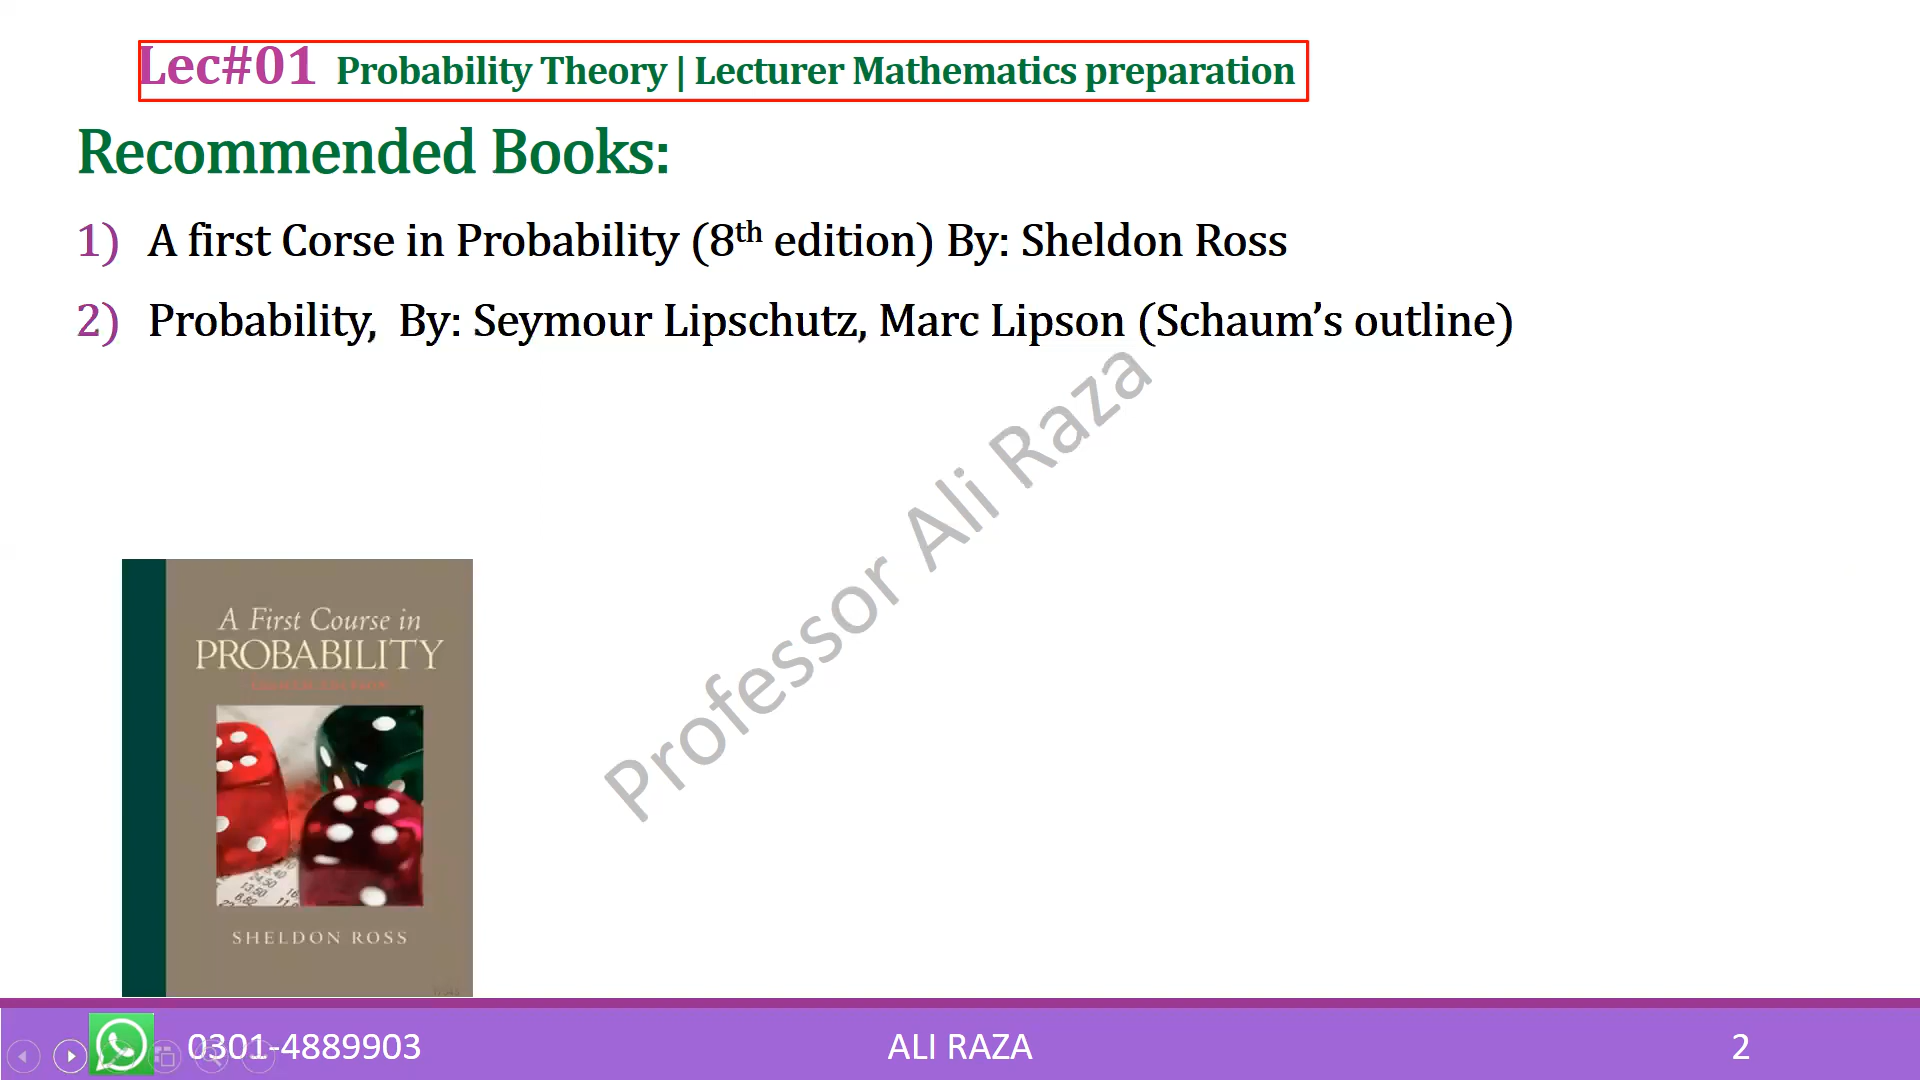 Lec#01 Probability Theory | Lecturer Mathematics preparation
Recommended Books:
1) A first Corse in Probability (8th edition) By: Sheldon Ross
2) Probability, By: Seymour Lipschutz, Marc Lipson (Schaum’s outline)
Professor Ali Raza
A First Course in
PROBABILITY
SHELDON ROSS
0301-4889903
ALI RAZA
2